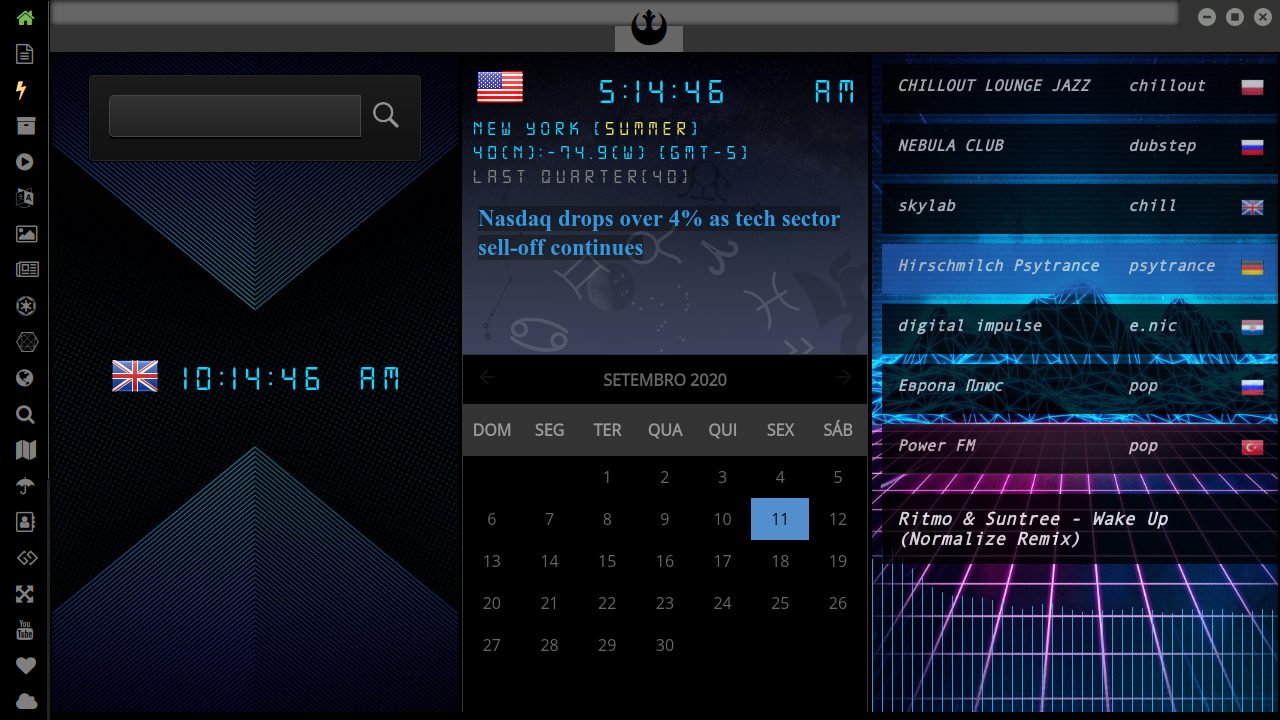 5:14:46 AM
NEW YORK (SUMMER)
40(N):-74.9(W) (GMT-5)
LAST QUARTER(40)
Nasdaq drops over 4% as tech sector
sell-off continues
10:14:46 AM
SETEMBRO 2020
DOM SEG TER QUA QUI SEX SÁB
1 2 3 4 5
6 7 8 9 10 11 12
13 14 15 16 17 18 19
20 21 22 23 24 25 26
27 28 29 30
CHILLOUT LOUNGE JAZZ chillout
NEBULA CLUB dubstep
skylab chill
Hirschmilch Psytrance psytrance
digital impulse e.nic
Европа Плюс pop
Power FM pop
Ritmo & Suntree - Wake Up
(Normalize Remix)
You
Tube